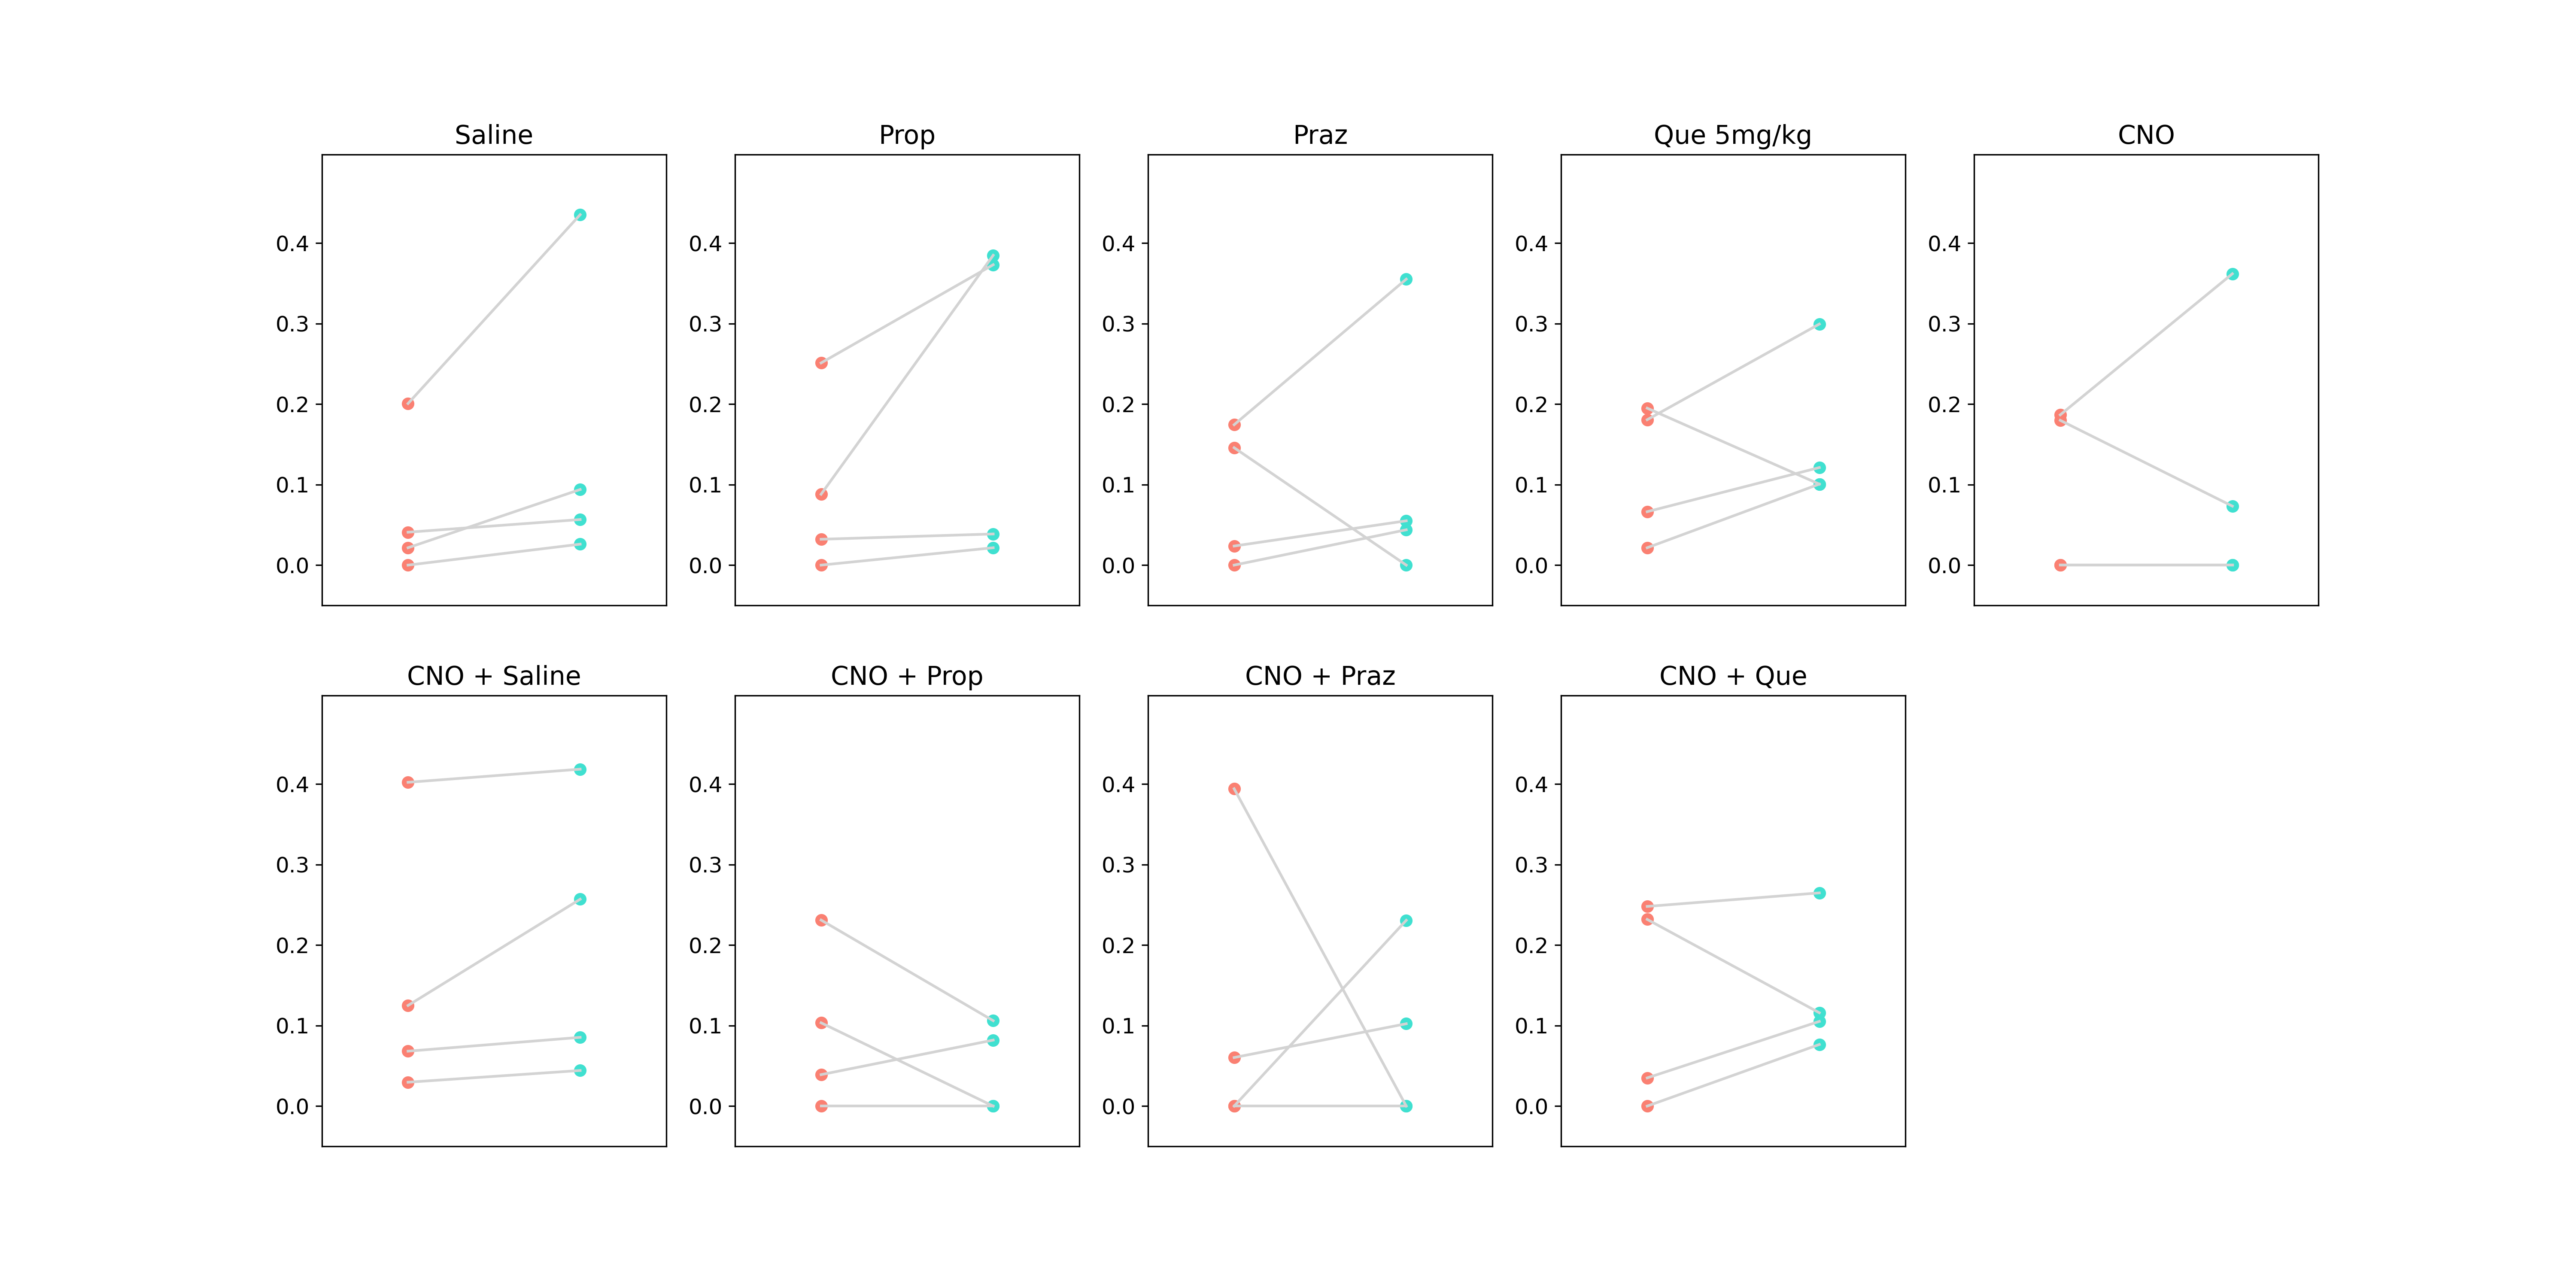 Saline Prop Praz Que 5mg/kg CNO
0.4 0.4 0.4 0.4 0.4
0.3 0.3 0.3 0.3 0.3
0.2 0.2 0.2 0.2 0.2
0.1 0.1 0.1 0.1 0.1
0.0 0.0 0.0 0.0 0.0
CNO + Saline CNO + Prop CNO + Praz CNO + Que
0.4 0.4 0.4 0.4
0.3 0.3 0.3 0.3
0.2 0.2 0.2 0.2
0.1 0.1 0.1 0.1
0.0 0.0 0.0 0.0